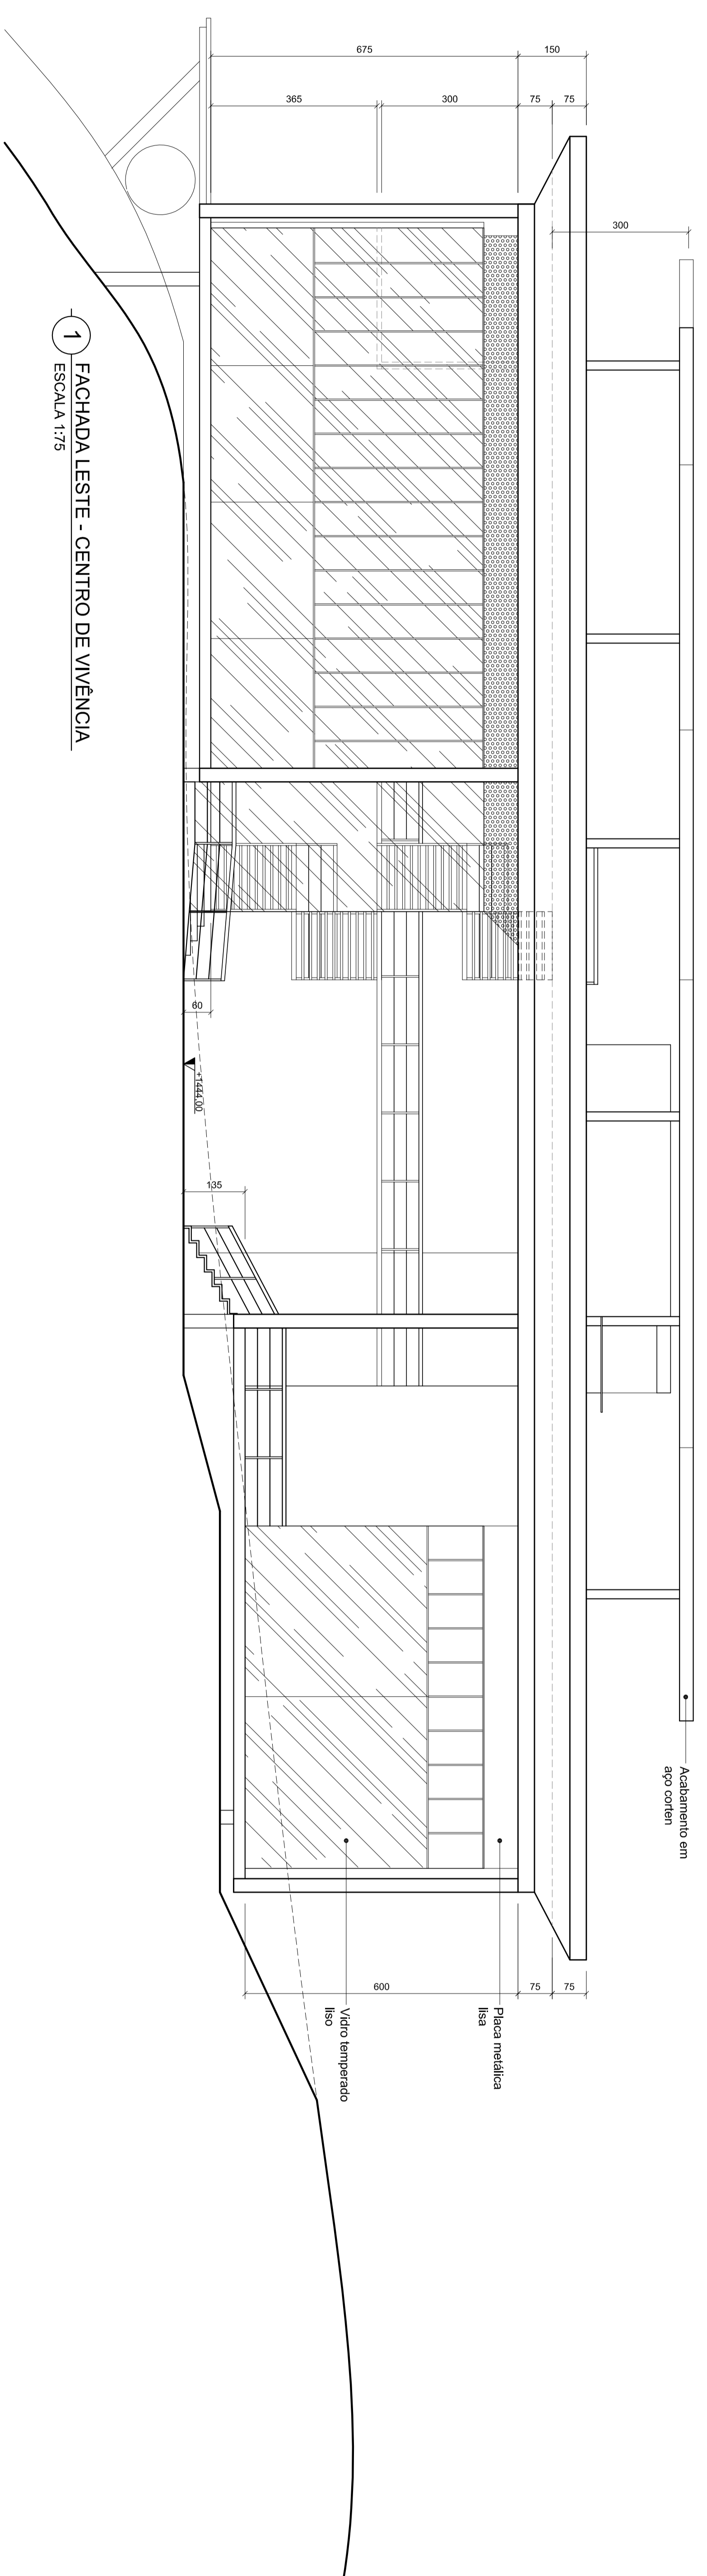 675
150
365
300
75
75
300
1
FACHADA LESTE - CENTRO DE VIVÊNCIA
ESCALA 1:75
60
+1444.00
135
Acabamento em
aço corten
600
75
75
Placa metálica
lisa
Vidro temperado
liso